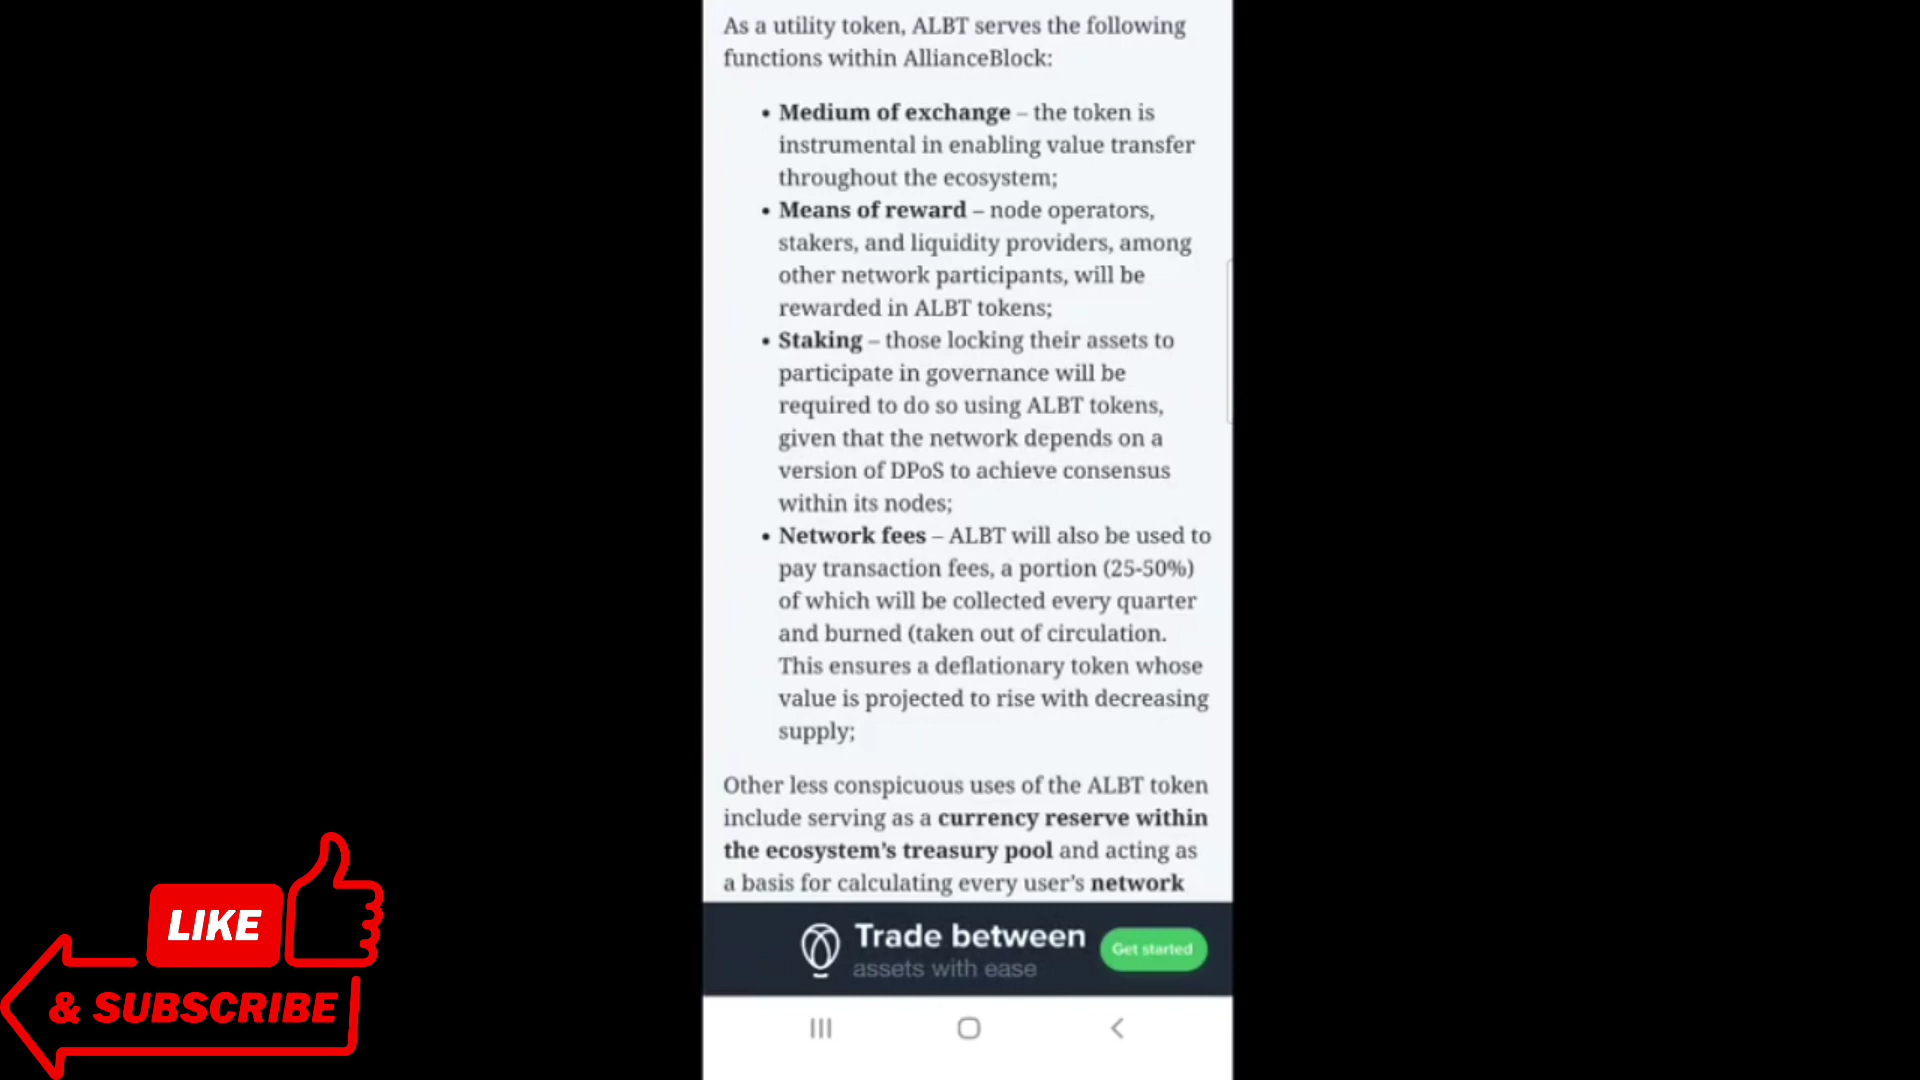 As a utility token, ALBT serves the following
functions within AllianceBlock:
• Medium of exchange – the token is
instrumental in enabling value transfer
throughout the ecosystem;
• Means of reward – node operators,
stakers, and liquidity providers, among
other network participants, will be
rewarded in ALBT tokens;
• Staking – those locking their assets to
participate in governance will be
required to do so using ALBT tokens,
given that the network depends on a
version of DPoS to achieve consensus
within its nodes;
• Network fees – ALBT will also be used to
pay transaction fees, a portion (25-50%)
of which will be collected every quarter
and burned (taken out of circulation.
This ensures a deflationary token whose
value is projected to rise with decreasing
supply;
Other less conspicuous uses of the ALBT token
include serving as a currency reserve within
the ecosystem’s treasury pool and acting as
a basis for calculating every user’s network
Trade between
assets with ease
Get started
LIKE
& SUBSCRIBE